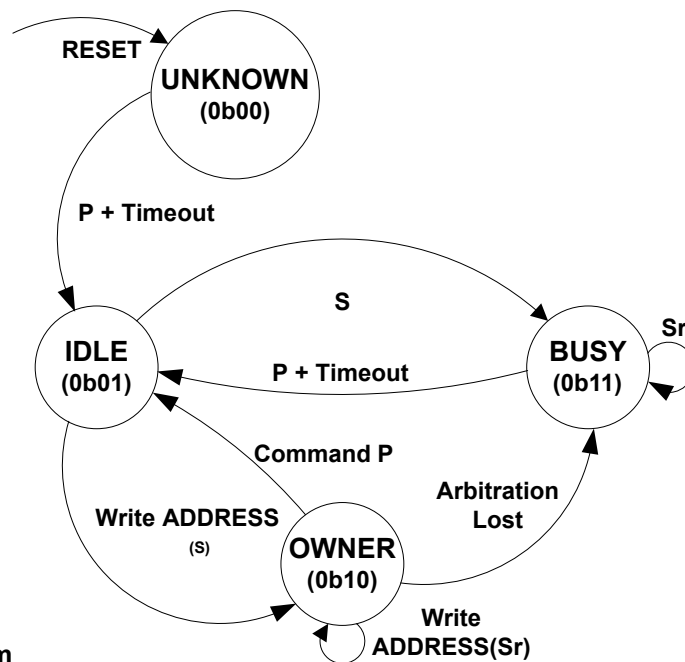 RESET
UNKNOWN
(0b00)
P + Timeout
S
Sr
IDLE
(0b01)
BUSY
(0b11)
P + Timeout
Command P
Arbitration
Lost
Write ADDRESS
(S)
OWNER
(0b10)
Write
ADDRESS(Sr)
m